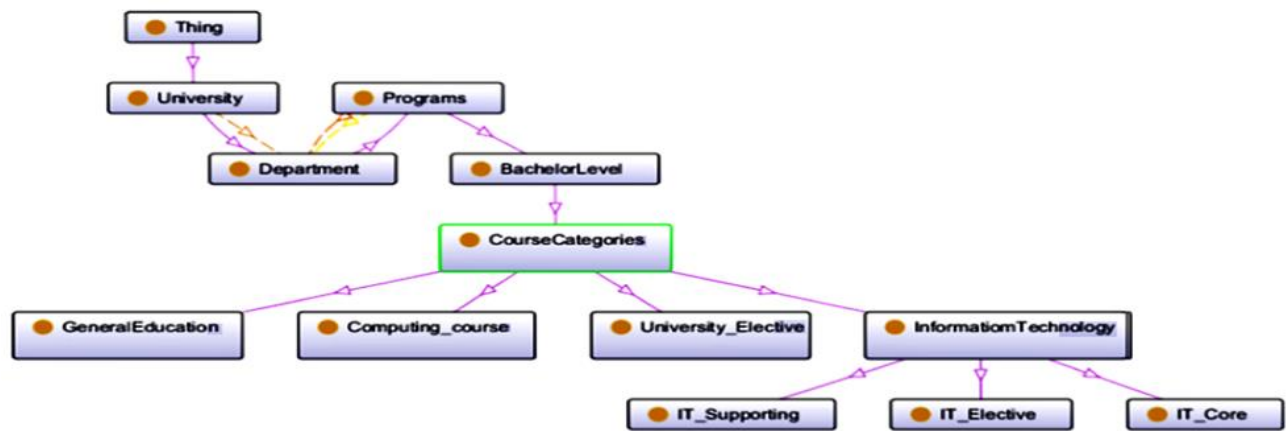 Thing
University
Programs
Department
BachelorLevel
CourseCategories
GeneralEducation
Computing_course
University_Elective
InformatiomTechnology
IT_Supporting
IT_Elective
IT_Core